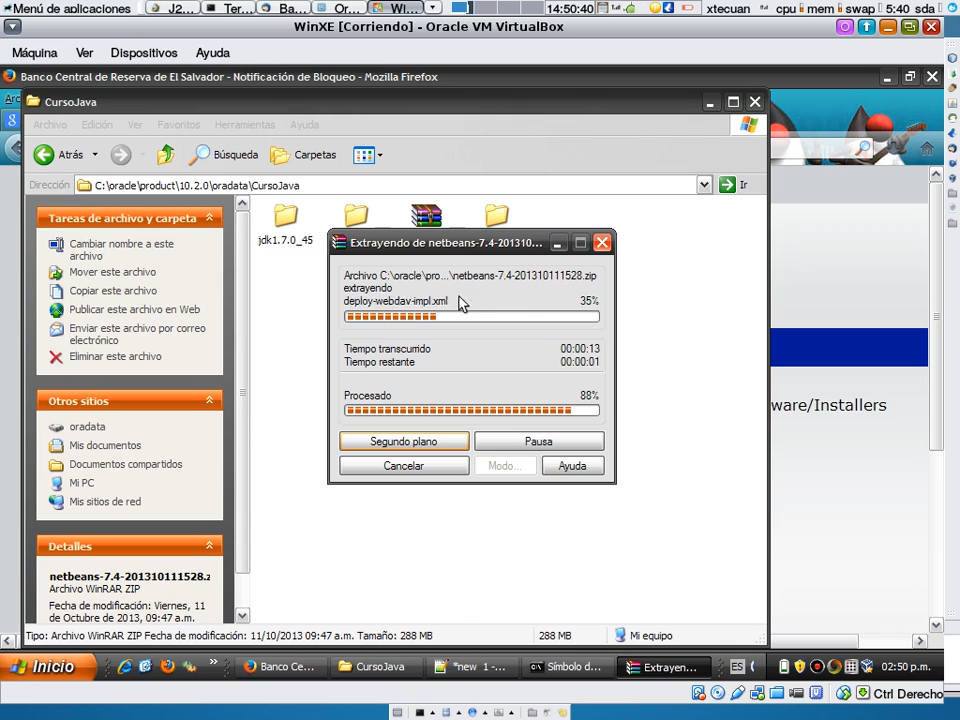 Menú de aplicaciones
J2...
Ter...
Ba...
Or...
Wi...
14:50:40
xtecuan
cpu
mem
swap
5:40
sda
WinXE [Corriendo] - Oracle VM VirtualBox
Máquina Ver Dispositivos Ayuda
Banco Central de Reserva de El Salvador - Notificación de Bloqueo - Mozilla Firefox
CursoJava
Archivo Edición Ver Favoritos Herramientas Ayuda
Atrás
Búsqueda
Carpetas
Dirección C:\oracle\product\10.2.0\oradata\CursoJava Ir
Tareas de archivo y carpeta
Cambiar nombre a este
archivo
Mover este archivo
Copiar este archivo
Publicar este archivo en Web
Enviar este archivo por correo
electrónico
Eliminar este archivo
Otros sitios
oradata
Mis documentos
Documentos compartidos
Mi PC
Mis sitios de red
Detalles
netbeans-7.4-201310111528.z
Archivo WinRAR ZIP
Fecha de modificación: Viernes, 11
de Octubre de 2013, 09:47 a.m.
jdk1.7.0_45
Extrayendo de netbeans-7.4-201310...
Archivo C:\oracle\pro...\netbeans-7.4-201310111528.zip
extrayendo
deploy-webdav-impl.xml 35%
Tiempo transcurrido 00:00:13
Tiempo restante 00:00:01
Procesado 88%
Segundo plano Pausa
Cancelar Modo... Ayuda
ware/Installers
Tipo: Archivo WinRAR ZIP Fecha de modificación: 11/10/2013 09:47 a.m. Tamaño: 288 MB 288 MB Mi equipo
Inicio
Banco Ce...
CursoJava
*new 1 -...
Símbolo d...
Extrayen...
ES
02:50 p.m.
Ctrl Derecho